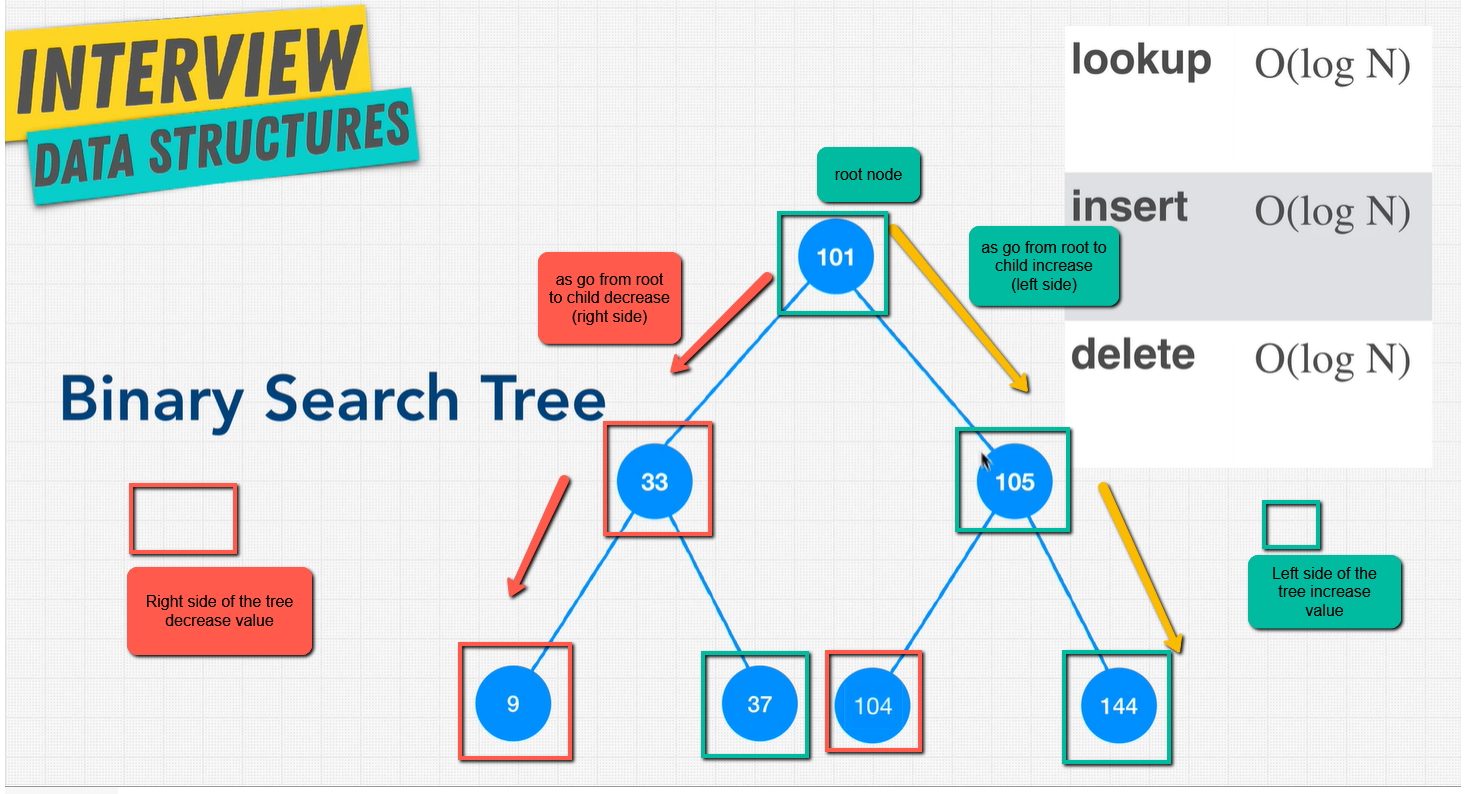 INTERVIEW
DATA STRUCTURES
lookup O(log N)
root node
insert O(log N)
as go from root to
child increase
(left side)
101
as go from root
to child decrease
(right side)
delete O(log N)
Binary Search Tree
33
105
Right side of the tree
decrease value
Left side of the
tree increase
value
9
37
104
144